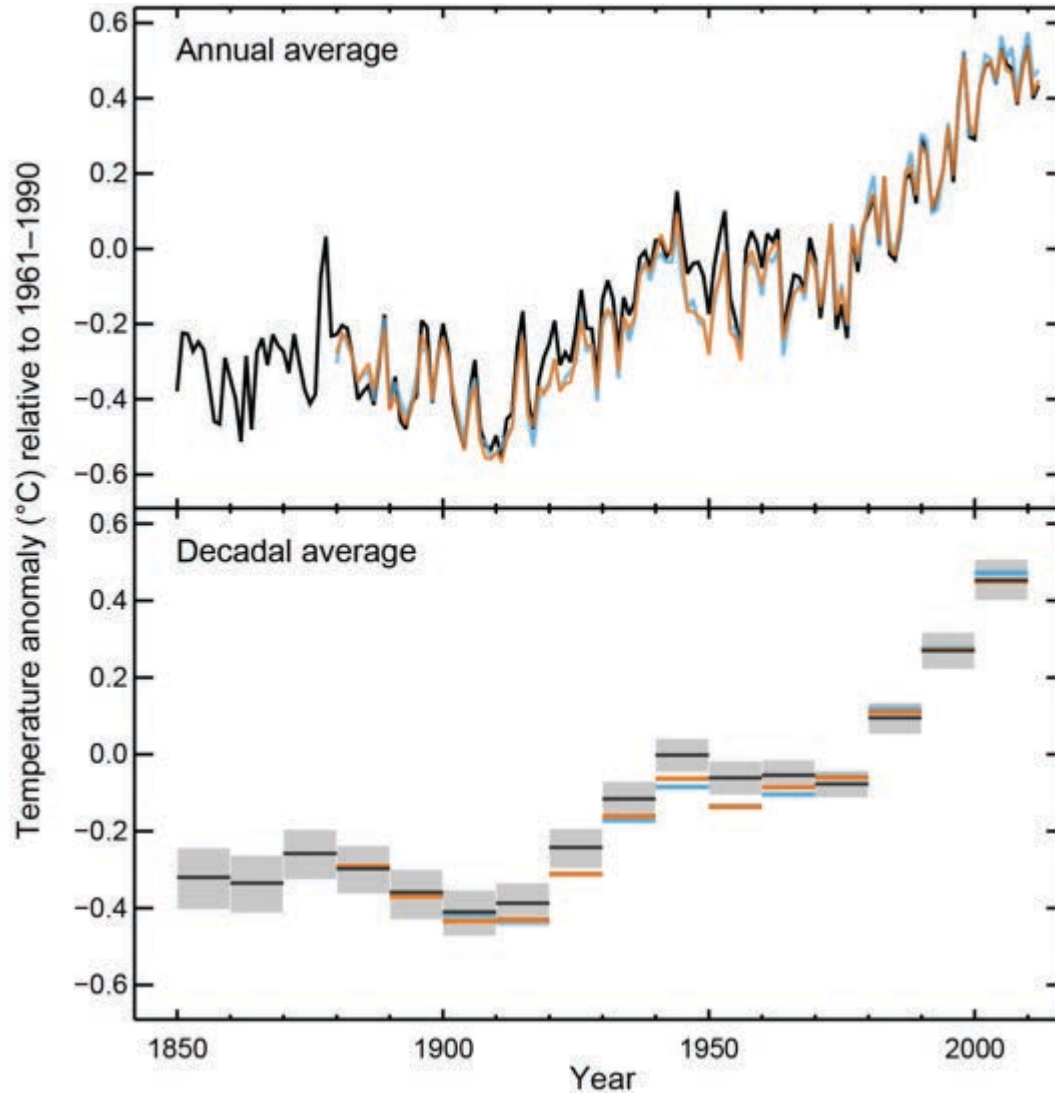 Temperature anomaly (°C) relative to 1961–1990
0.6
Annual average
0.4
0.2
0.0
−0.2
−0.4
−0.6
0.6
Decadal average
0.4
0.2
0.0
−0.2
−0.4
−0.6
1850 1900 1950 2000
Year